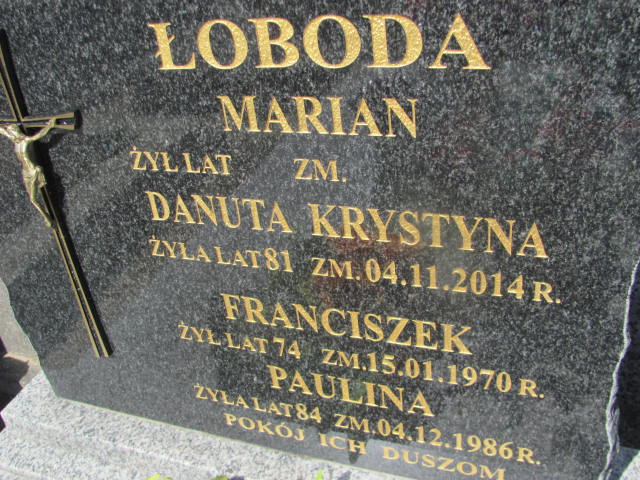 ŁOBODA
MARIAN
ŻYŁ LAT ZM.
DANUTA KRYSTYNA
ŻYŁA LAT 81 ZM. 04.11.2014 R.
FRANCISZEK
ŻYŁ LAT 74 ZM. 15.01.1970 R.
PAULINA
ŻYŁA LAT 84 ZM. 04.12.1986 R.
POKÓJ ICH DUSZOM